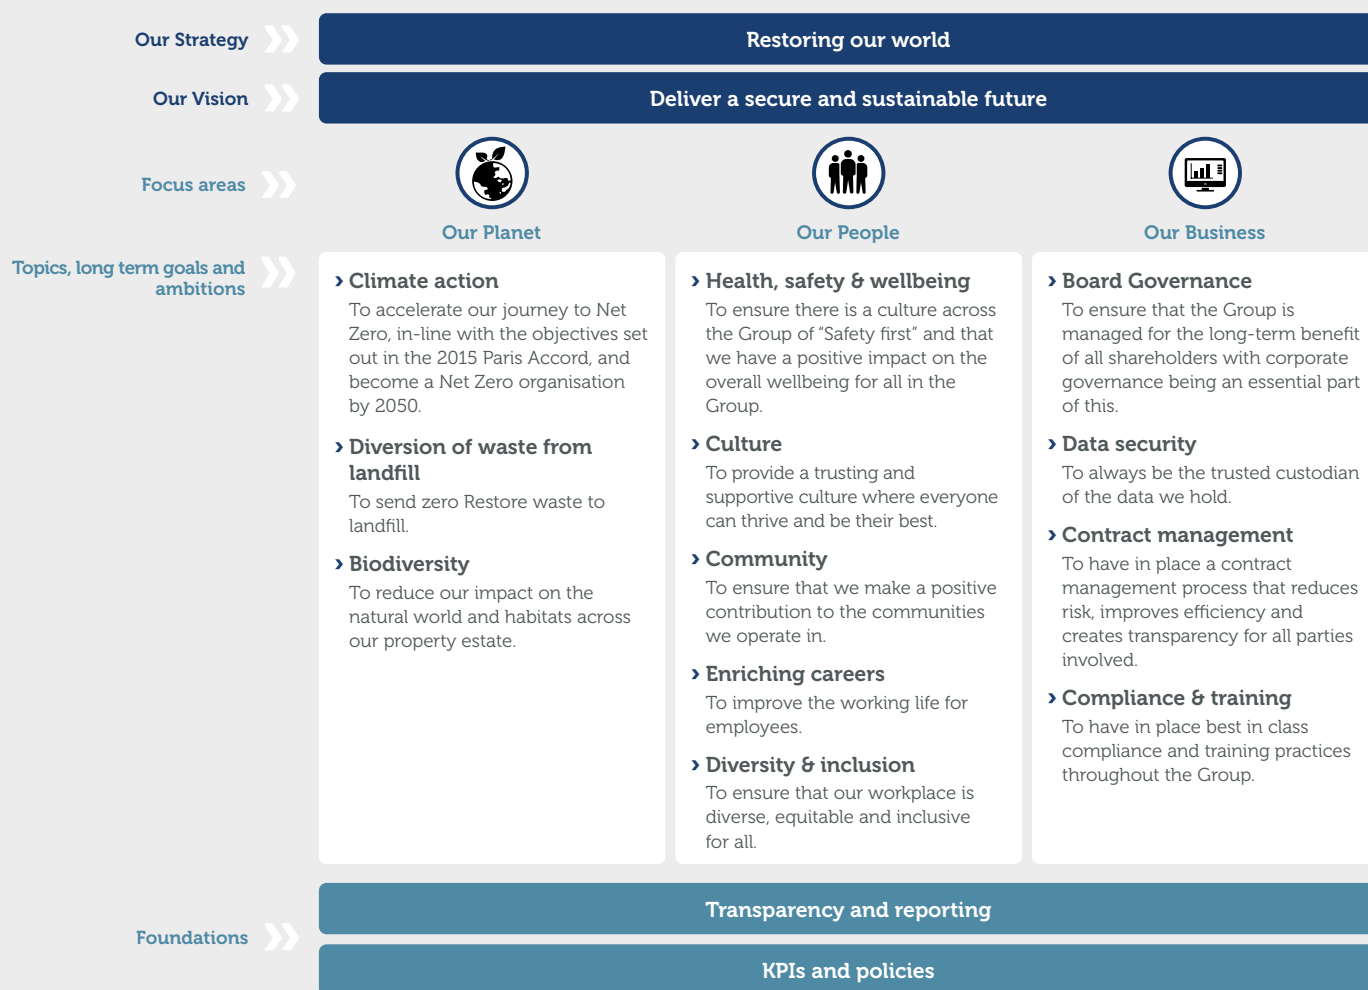 Our Strategy
Restoring our world
Our Vision
Deliver a secure and sustainable future
Focus areas
Our Planet
Our People
Our Business
Topics, long term goals and
ambitions
› Climate action
To accelerate our journey to Net
Zero, in-line with the objectives set
out in the 2015 Paris Accord, and
become a Net Zero organisation
by 2050.
› Diversion of waste from
landfill
To send zero Restore waste to
landfill.
› Biodiversity
To reduce our impact on the
natural world and habitats across
our property estate.
› Health, safety & wellbeing
To ensure there is a culture across
the Group of “Safety first” and that
we have a positive impact on the
overall wellbeing for all in the
Group.
› Culture
To provide a trusting and
supportive culture where everyone
can thrive and be their best.
› Community
To ensure that we make a positive
contribution to the communities
we operate in.
› Enriching careers
To improve the working life for
employees.
› Diversity & inclusion
To ensure that our workplace is
diverse, equitable and inclusive
for all.
› Board Governance
To ensure that the Group is
managed for the long-term benefit
of all shareholders with corporate
governance being an essential part
of this.
› Data security
To always be the trusted custodian
of the data we hold.
› Contract management
To have in place a contract
management process that reduces
risk, improves efficiency and
creates transparency for all parties
involved.
› Compliance & training
To have in place best in class
compliance and training practices
throughout the Group.
Foundations
Transparency and reporting
KPIs and policies